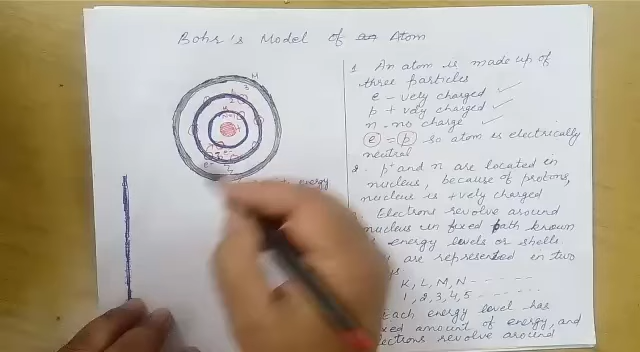 Bohr's Model of an Atom
M
energy
1. An atom is made up of
three particles
e - vely charged ✓
p + vely charged ✓
n - no charge ✓
e = p so atom is electrically
neutral
2. p+ and n are located in
nucleus, because of protons,
nucleus is +vely charged
Electrons revolve around
nucleus in fixed path known
energy levels or shells.
are represented in two
K, L, M, N ------
1, 2, 3, 4, 5 ------
Each energy level has
fixed amount of energy, and
electrons revolve around